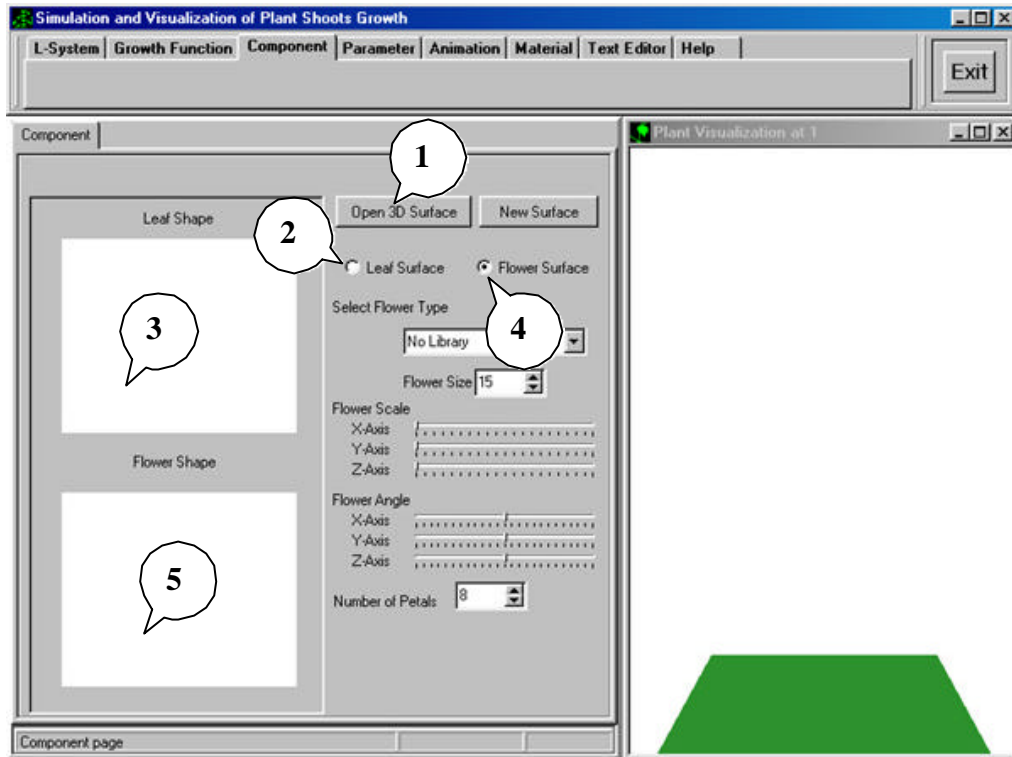 Simulation and Visualization of Plant Shoots Growth
L-System Growth Function Component Parameter Animation Material Text Editor Help
Exit
Component
Plant Visualization at 1
1
Open 3D Surface New Surface
Leaf Shape
2
Leaf Surface Flower Surface
3
Select Flower Type
4
No Library
Flower Size 15
Flower Scale
X-Axis
Y-Axis
Z-Axis
Flower Shape
Flower Angle
X-Axis
Y-Axis
Z-Axis
5
Number of Petals 8
Component page